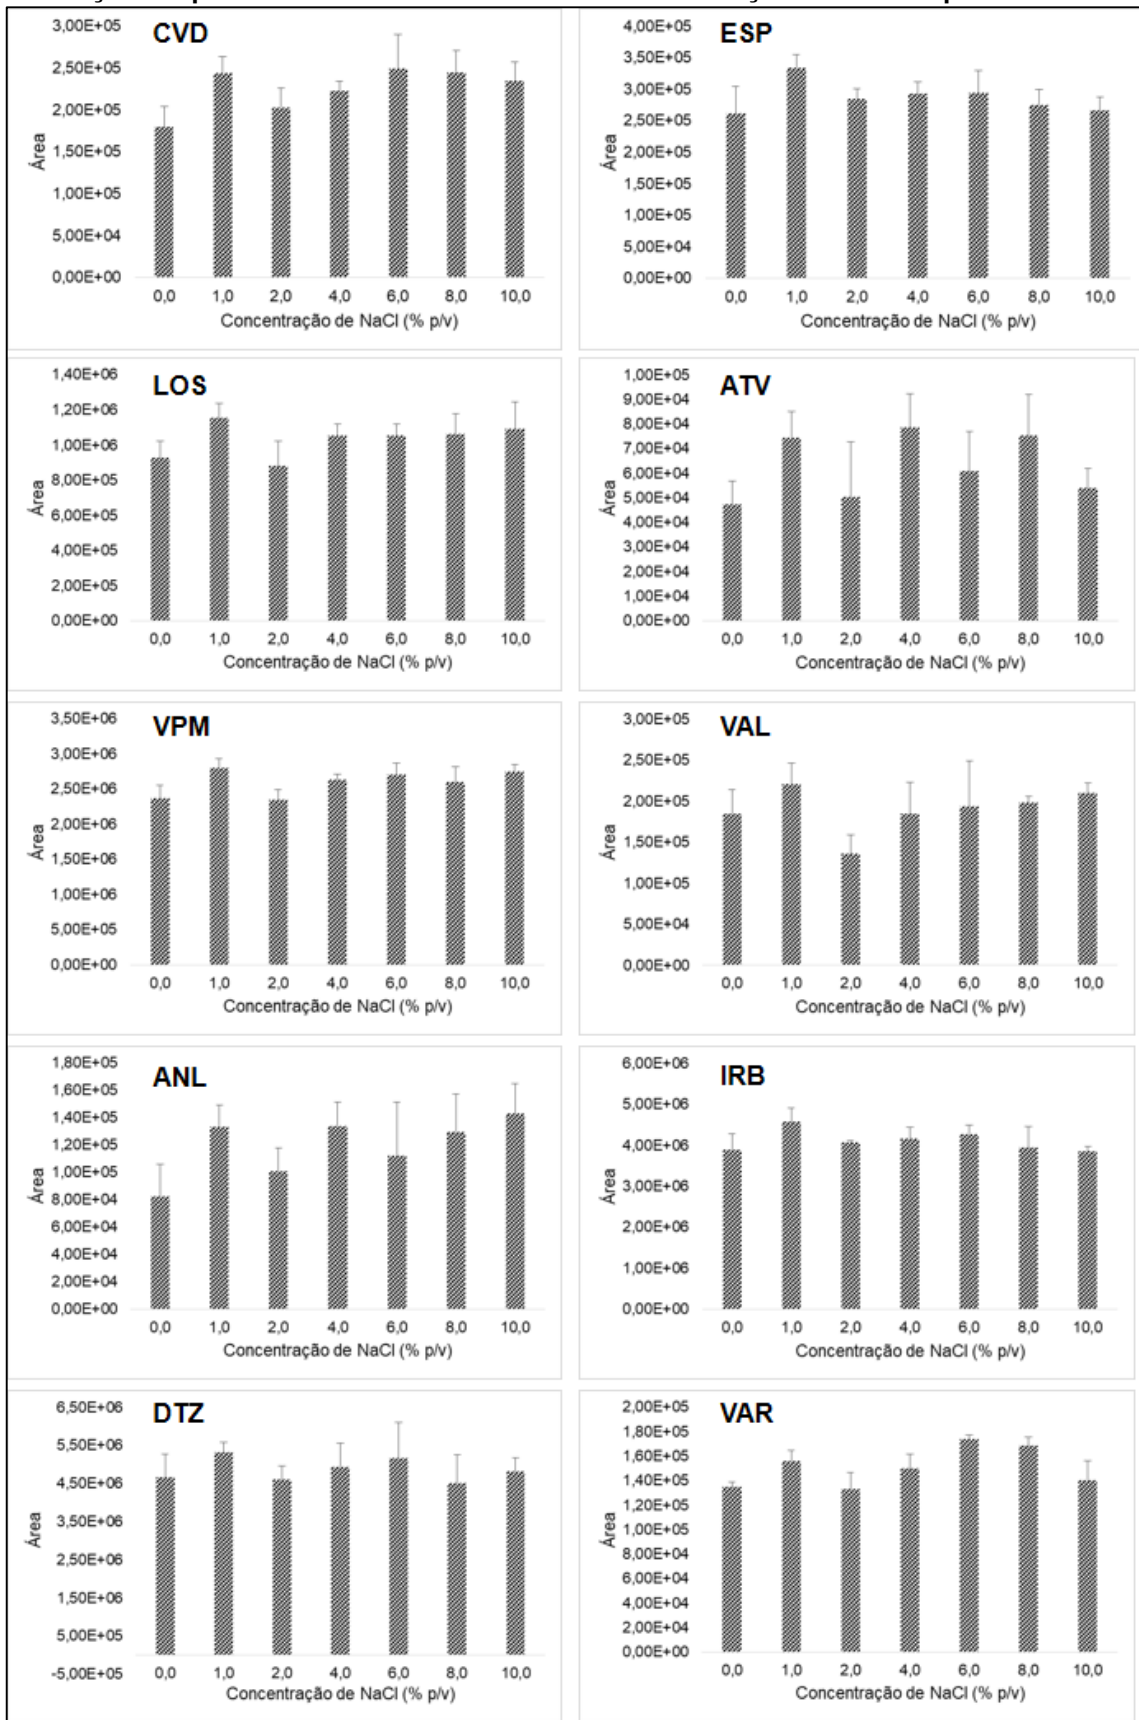 CVD
3,00E+05
2,50E+05
2,00E+05
1,50E+05
1,00E+05
5,00E+04
0,00E+00
Área
0,0 1,0 2,0 4,0 6,0 8,0 10,0
Concentração de NaCl (% p/v)
ESP
4,00E+05
3,50E+05
3,00E+05
2,50E+05
2,00E+05
1,50E+05
1,00E+05
5,00E+04
0,00E+00
Área
0,0 1,0 2,0 4,0 6,0 8,0 10,0
Concentração de NaCl (% p/v)
LOS
1,40E+06
1,20E+06
1,00E+06
8,00E+05
6,00E+05
4,00E+05
2,00E+05
0,00E+00
Área
0,0 1,0 2,0 4,0 6,0 8,0 10,0
Concentração de NaCl (% p/v)
ATV
1,00E+05
9,00E+04
8,00E+04
7,00E+04
6,00E+04
5,00E+04
4,00E+04
3,00E+04
2,00E+04
1,00E+04
0,00E+00
Área
0,0 1,0 2,0 4,0 6,0 8,0 10,0
Concentração de NaCl (% p/v)
VPM
3,50E+06
3,00E+06
2,50E+06
2,00E+06
1,50E+06
1,00E+06
5,00E+05
0,00E+00
Área
0,0 1,0 2,0 4,0 6,0 8,0 10,0
Concentração de NaCl (% p/v)
VAL
3,00E+05
2,50E+05
2,00E+05
1,50E+05
1,00E+05
5,00E+04
0,00E+00
Área
0,0 1,0 2,0 4,0 6,0 8,0 10,0
Concentração de NaCl (% p/v)
ANL
1,80E+05
1,60E+05
1,40E+05
1,20E+05
1,00E+05
8,00E+04
6,00E+04
4,00E+04
2,00E+04
0,00E+00
Área
0,0 1,0 2,0 4,0 6,0 8,0 10,0
Concentração de NaCl (% p/v)
IRB
6,00E+06
5,00E+06
4,00E+06
3,00E+06
2,00E+06
1,00E+06
0,00E+00
Área
0,0 1,0 2,0 4,0 6,0 8,0 10,0
Concentração de NaCl (% p/v)
DTZ
6,50E+06
5,50E+06
4,50E+06
3,50E+06
2,50E+06
1,50E+06
5,00E+05
-5,00E+05
Área
0,0 1,0 2,0 4,0 6,0 8,0 10,0
Concentração de NaCl (% p/v)
VAR
2,00E+05
1,80E+05
1,60E+05
1,40E+05
1,20E+05
1,00E+05
8,00E+04
6,00E+04
4,00E+04
2,00E+04
0,00E+00
Área
0,0 1,0 2,0 4,0 6,0 8,0 10,0
Concentração de NaCl (% p/v)